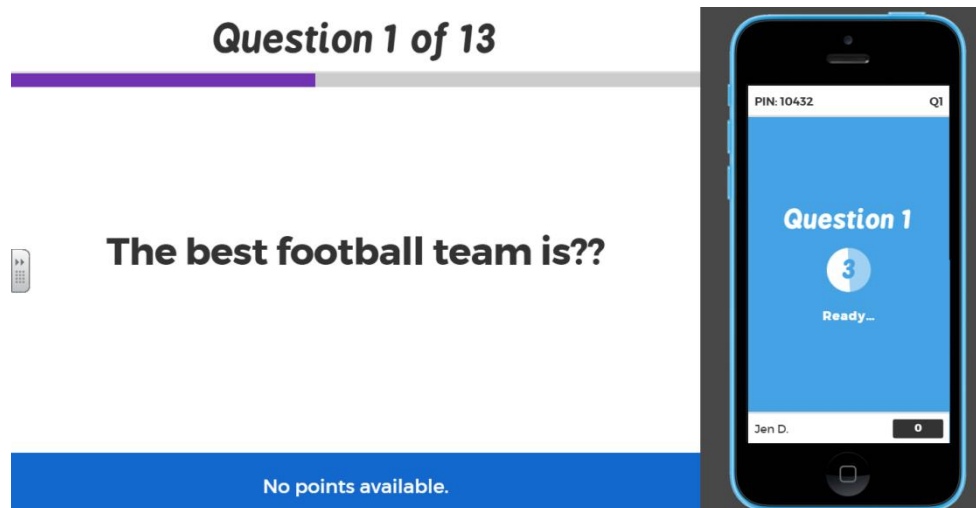 Question 1 of 13
The best football team is??
No points available.
PIN: 10432 Q1
Question 1
3
Ready...
Jen D. 0